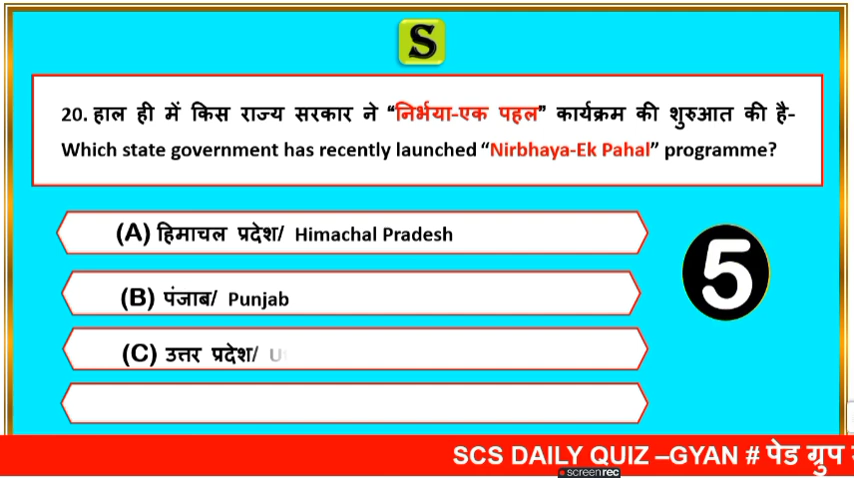 S
20. हाल ही में किस राज्य सरकार ने “निर्भया-एक पहल” कार्यक्रम की शुरुआत की है-
Which state government has recently launched “Nirbhaya-Ek Pahal” programme?
(A) हिमाचल प्रदेश/ Himachal Pradesh
5
(B) पंजाब/ Punjab
(C) उत्तर प्रदेश/ U
SCS DAILY QUIZ –GYAN # पेड ग्रुप
screenrec